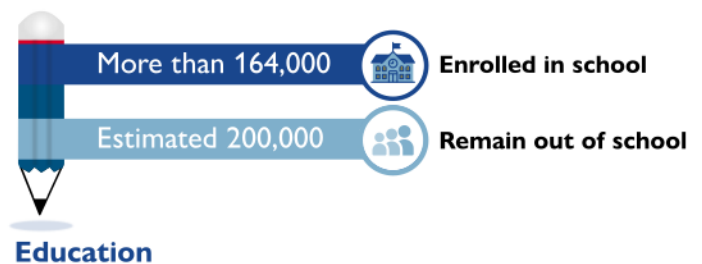 More than 164,000 Enrolled in school
Estimated 200,000 Remain out of school
Education